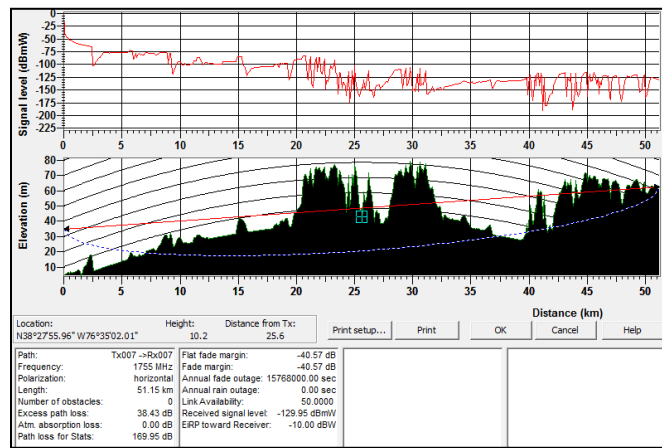 Signal level (dBmW)
0
-25
-50
-75
-100
-125
-150
-175
-200
-225
0 5 10 15 20 25 30 35 40 45 50
Elevation (m)
80
70
60
50
40
30
20
10
0 5 10 15 20 25 30 35 40 45 50
Distance (km)
Location: Height: Distance from Tx:
N38°27'55.96" W76°35'02.01" 10.2 25.6
Print setup... Print OK Cancel Help
Path: Tx007 ->Rx007
Frequency: 1755 MHz
Polarization: horizontal
Length: 51.15 km
Number of obstacles: 0
Excess path loss: 38.43 dB
Atm. absorption loss: 0.00 dB
Path loss for Stats: 169.95 dB
Flat fade margin: -40.57 dB
Fade margin: -40.57 dB
Annual fade outage: 15768000.00 sec
Annual rain outage: 0.00 sec
Link Availability: 50.0000
Received signal level: -129.95 dBmW
EiRP toward Receiver: -10.00 dBW